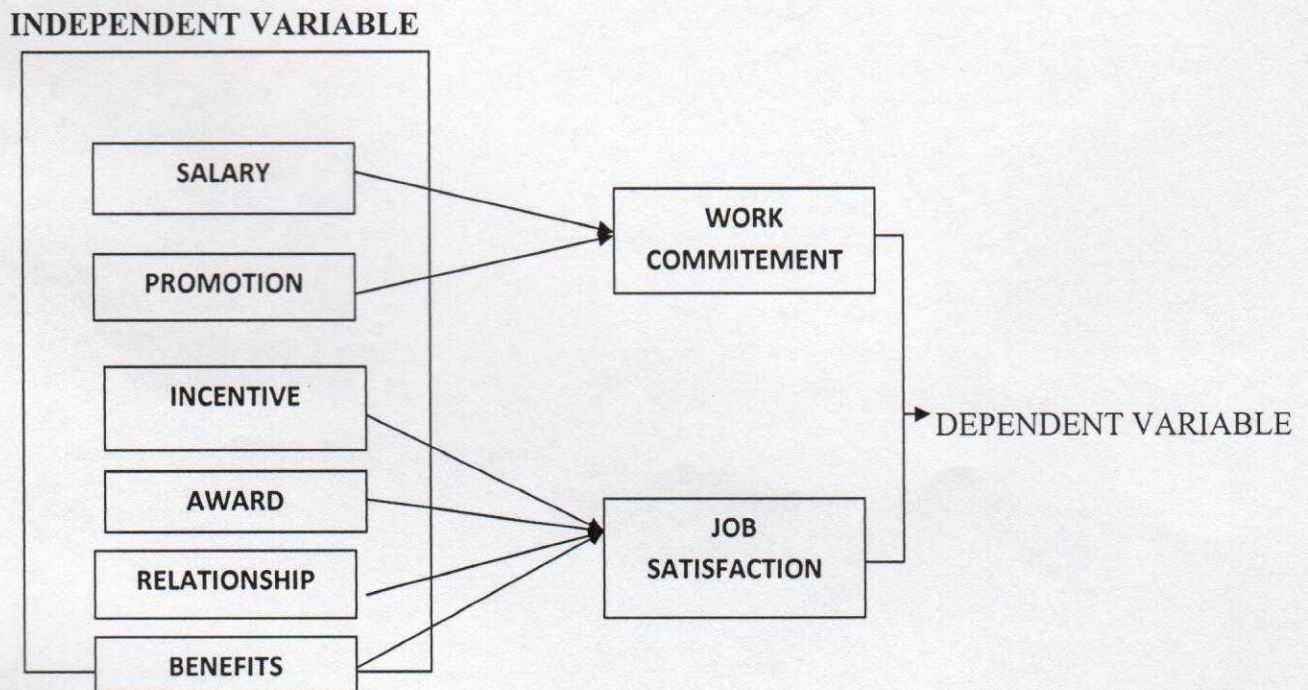 INDEPENDENT VARIABLE
SALARY
PROMOTION
INCENTIVE
AWARD
RELATIONSHIP
BENEFITS
WORK
COMMITEMENT
JOB
SATISFACTION
DEPENDENT VARIABLE